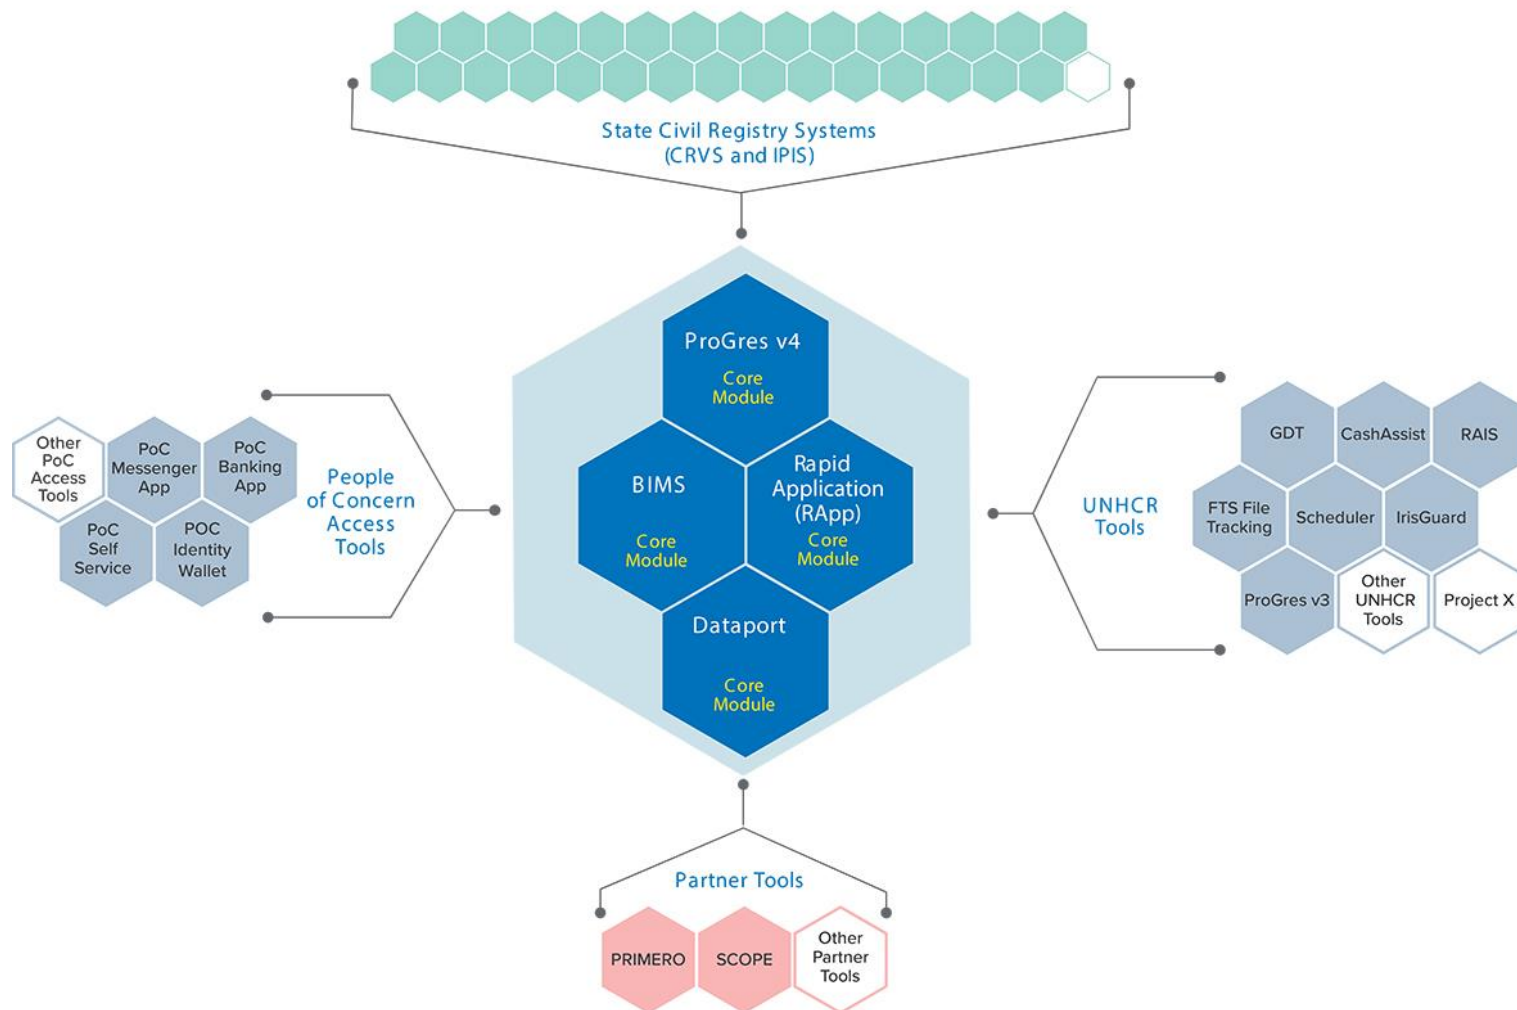 State Civil Registry Systems
(CRVS and IPIS)
ProGres v4
Core
Module
BIMS
Core
Module
Rapid
Application
(RApp)
Core
Module
Dataport
Core
Module
Other
PoC
Access
Tools
PoC
Messenger
App
PoC
Banking
App
PoC
Self
Service
POC
Identity
Wallet
People
of Concern
Access
Tools
UNHCR
Tools
GDT
CashAssist
RAIS
FTS File
Tracking
Scheduler
IrisGuard
ProGres v3
Other
UNHCR
Tools
Project X
Partner Tools
PRIMERO
SCOPE
Other
Partner
Tools